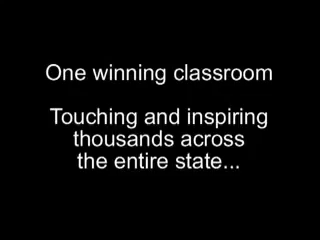 One winning classroom
Touching and inspiring
thousands across
the entire state...